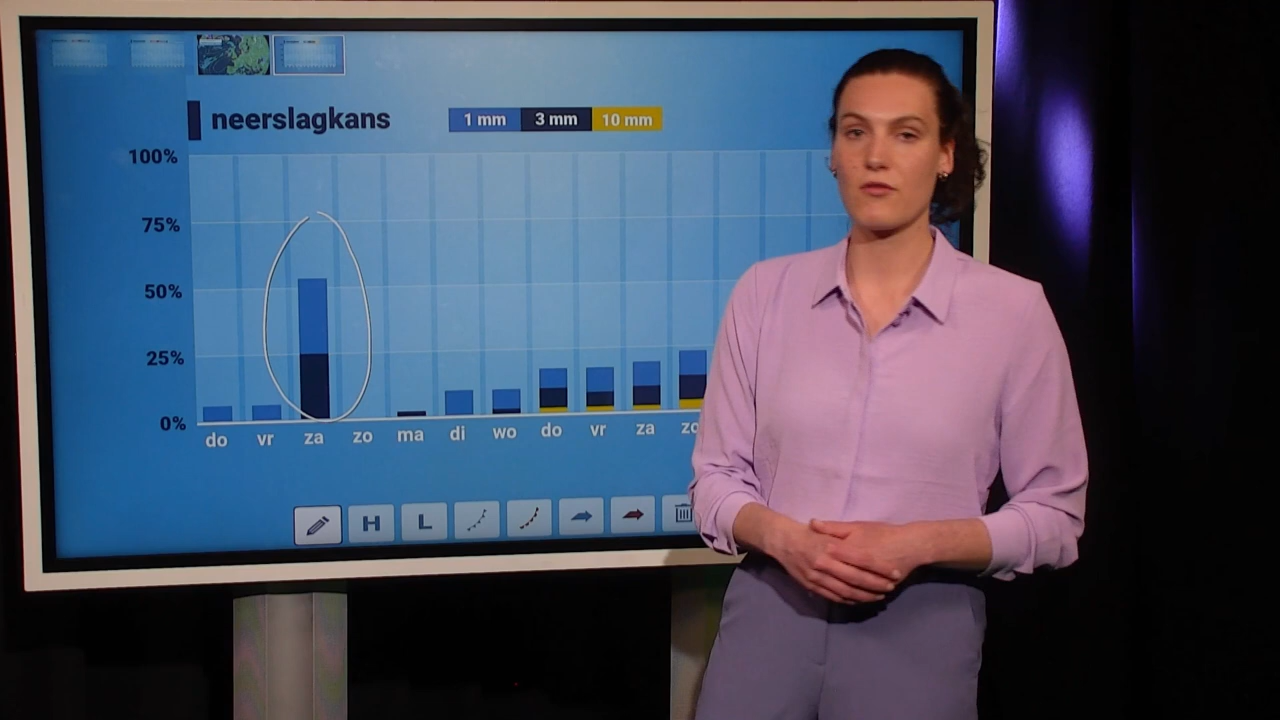 neerslagkans
1 mm 3 mm 10 mm
100%
75%
50%
25%
0%
do vr za zo ma di wo do vr za zo
H L